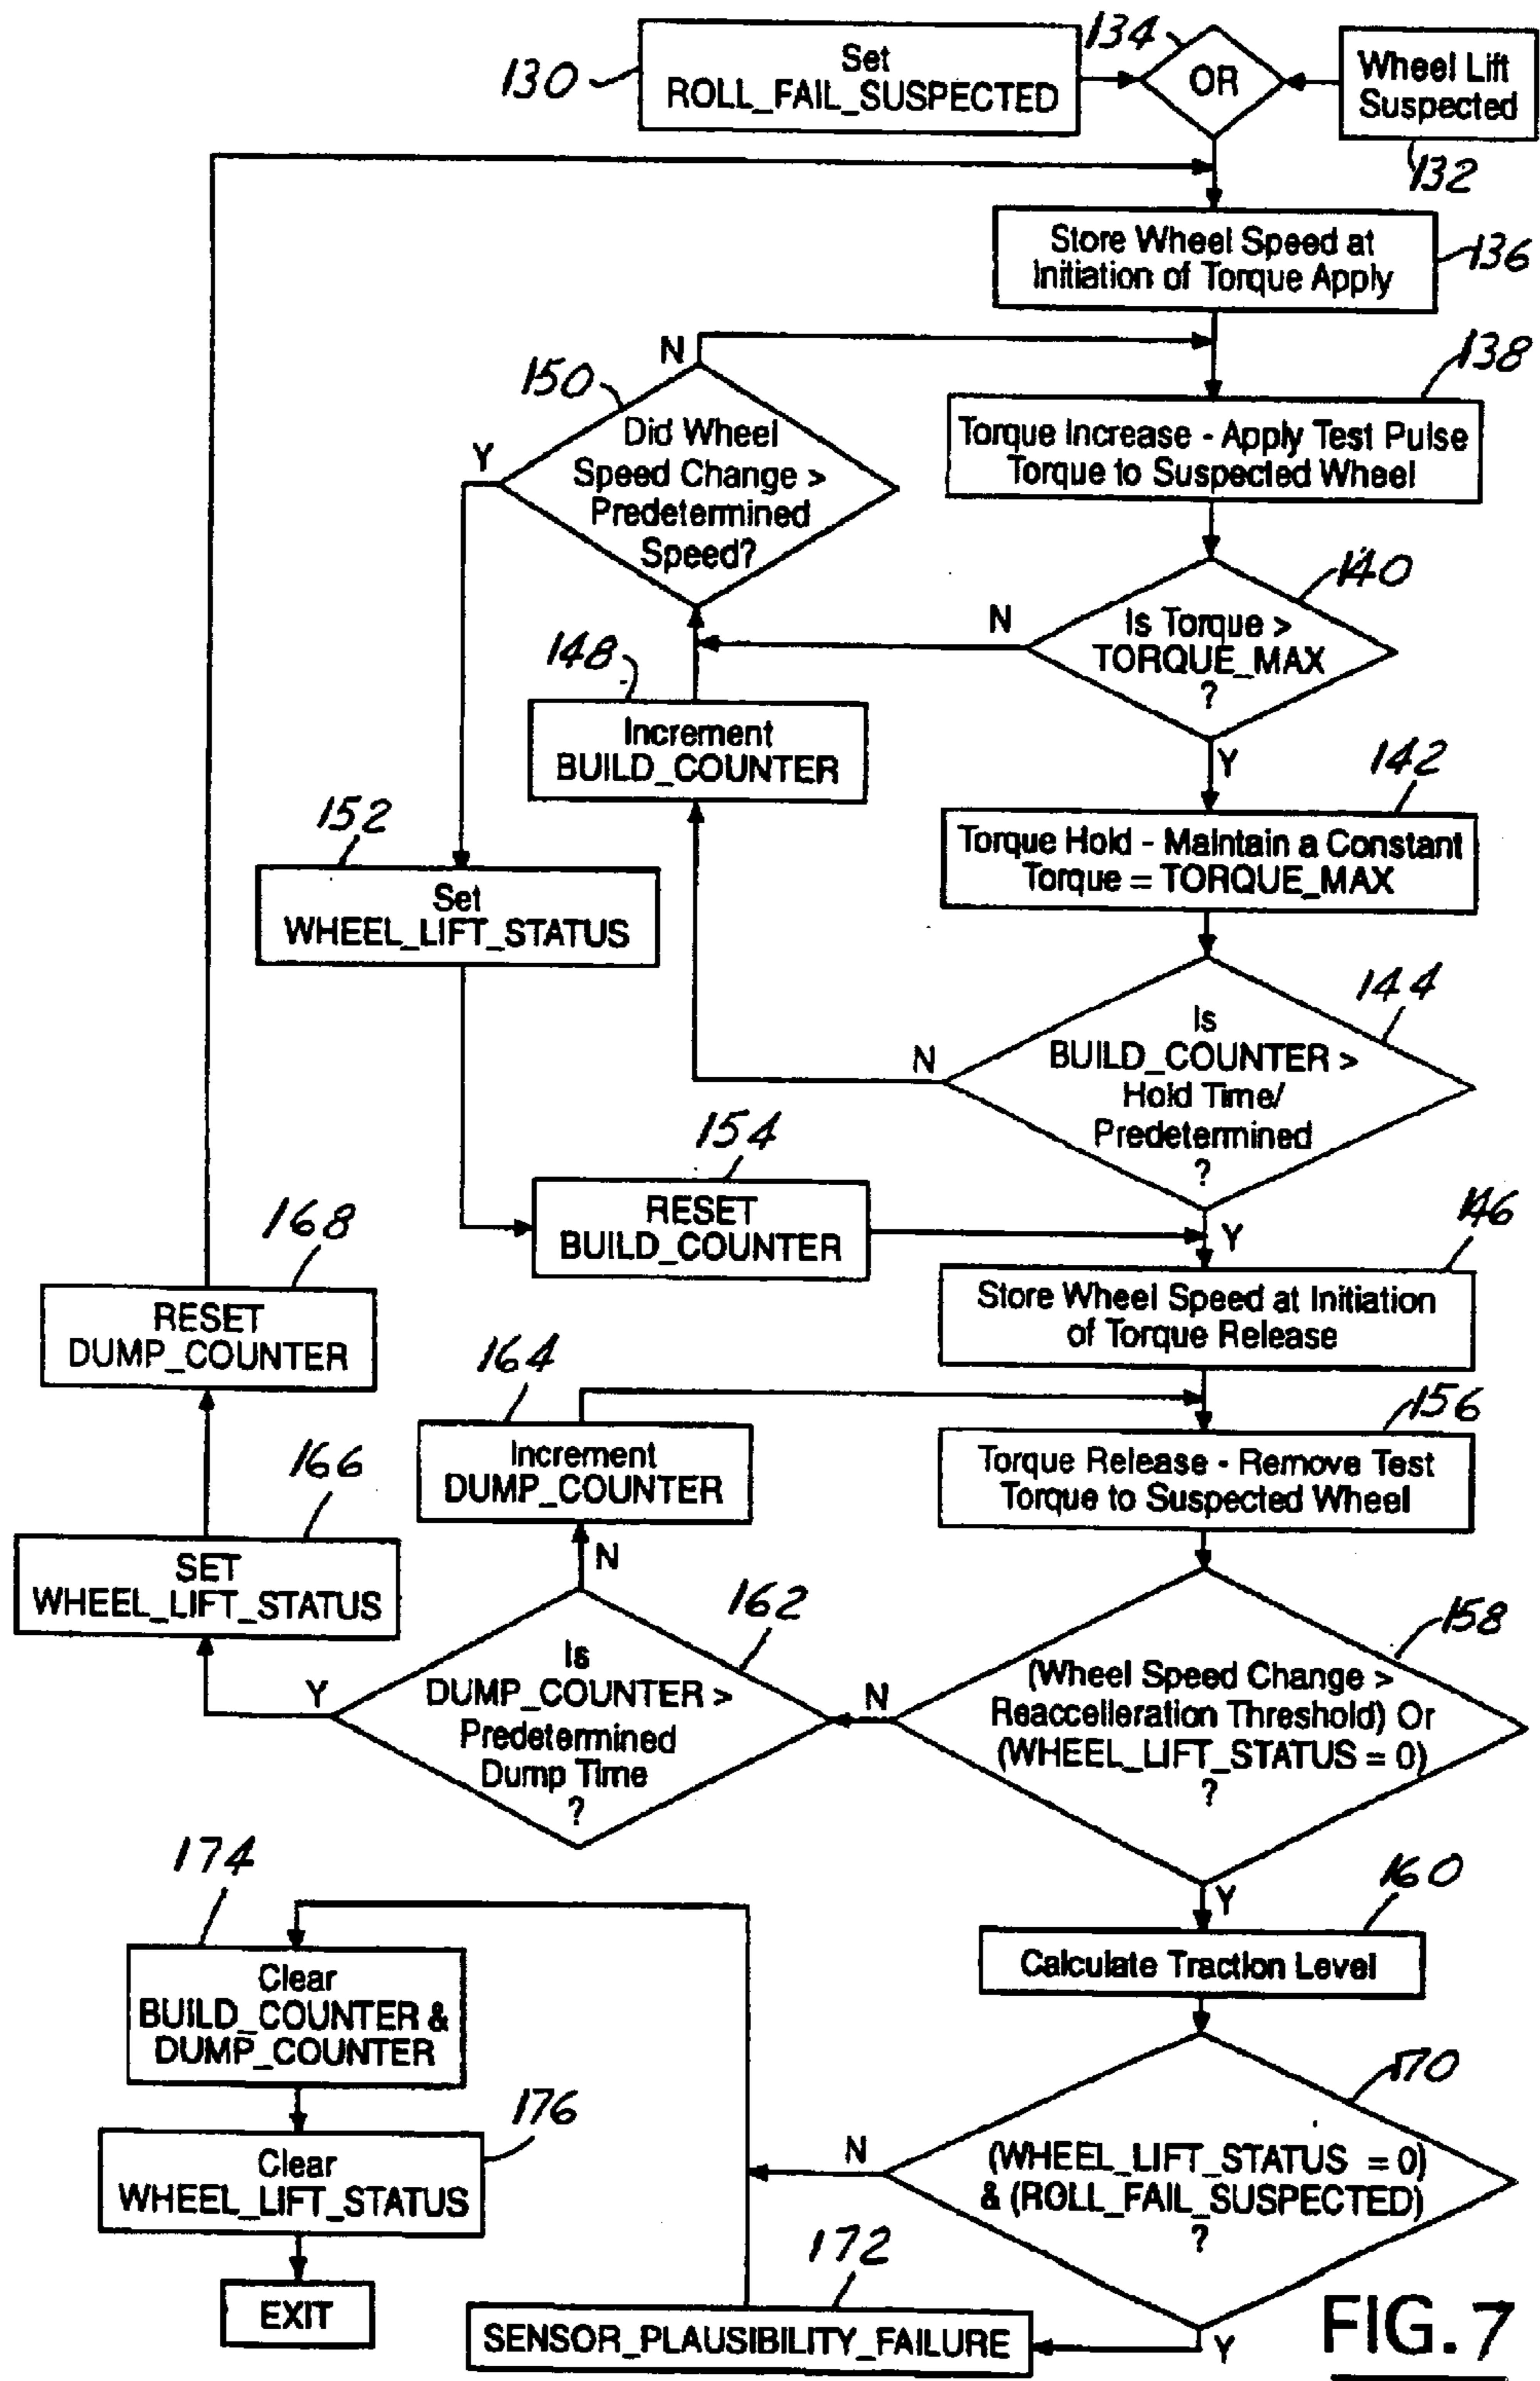 130
Set
ROLL_FAIL_SUSPECTED
134
OR
Wheel Lift
Suspected
132
Store Wheel Speed at
Initiation of Torque Apply
136
N
150
Did Wheel
Speed Change >
Predetermined
Speed?
Y
138
Torque Increase - Apply Test Pulse
Torque to Suspected Wheel
140
Is Torque >
TORQUE_MAX
?
N
Y
148
Increment
BUILD_COUNTER
142
Torque Hold - Maintain a Constant
Torque = TORQUE_MAX
152
Set
WHEEL_LIFT_STATUS
144
Is
BUILD_COUNTER >
Hold Time/
Predetermined
?
N
Y
154
RESET
BUILD_COUNTER
146
Store Wheel Speed at Initiation
of Torque Release
168
RESET
DUMP_COUNTER
164
Increment
DUMP_COUNTER
156
Torque Release - Remove Test
Torque to Suspected Wheel
166
SET
WHEEL_LIFT_STATUS
N
162
Is
DUMP_COUNTER >
Predetermined
Dump Time
?
Y
N
158
(Wheel Speed Change >
Reaccelleration Threshold) Or
(WHEEL_LIFT_STATUS = 0)
?
Y
160
Calculate Traction Level
174
Clear
BUILD_COUNTER &
DUMP_COUNTER
176
Clear
WHEEL_LIFT_STATUS
EXIT
170
N
(WHEEL_LIFT_STATUS = 0)
& (ROLL_FAIL_SUSPECTED)
?
Y
172
SENSOR_PLAUSIBILITY_FAILURE
FIG. 7